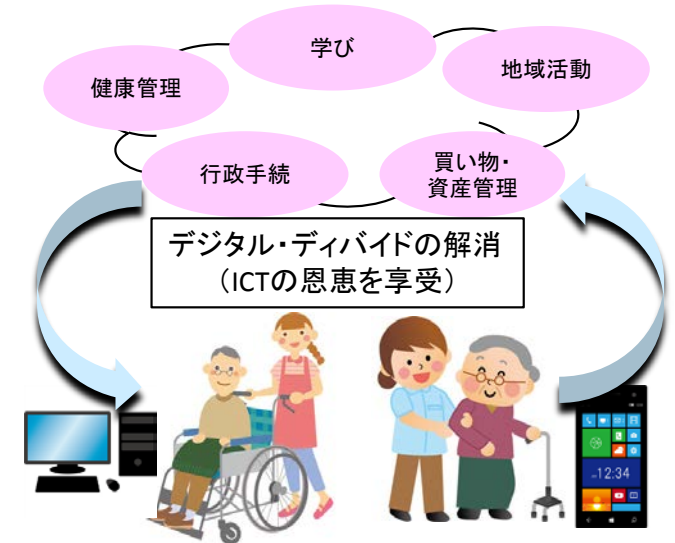 学び
健康管理
地域活動
行政手続
買い物・
資産管理
デジタル・ディバイドの解消
（ICTの恩恵を享受）
12:34